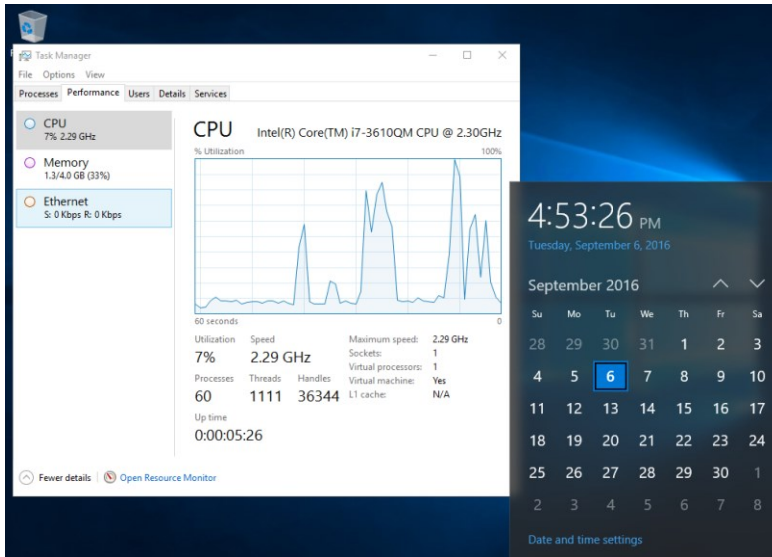 Task Manager
File Options View
Processes Performance Users Details Services
CPU
7% 2.29 GHz
Memory
1.3/4.0 GB (33%)
Ethernet
S: 0 Kbps R: 0 Kbps
CPU Intel(R) Core(TM) i7-3610QM CPU @ 2.30GHz
% Utilization 100%
60 seconds 0
Utilization Speed Maximum speed: 2.29 GHz
7% 2.29 GHz Sockets: 1
Virtual processors: 1
Processes Threads Handles Virtual machine: Yes
60 1111 36344 L1 cache: N/A
Up time
0:00:05:26
Fewer details Open Resource Monitor
4:53:26 PM
Tuesday, September 6, 2016
September 2016
Su Mo Tu We Th Fr Sa
28 29 30 31 1 2 3
4 5 6 7 8 9 10
11 12 13 14 15 16 17
18 19 20 21 22 23 24
25 26 27 28 29 30 1
2 3 4 5 6 7 8
Date and time settings